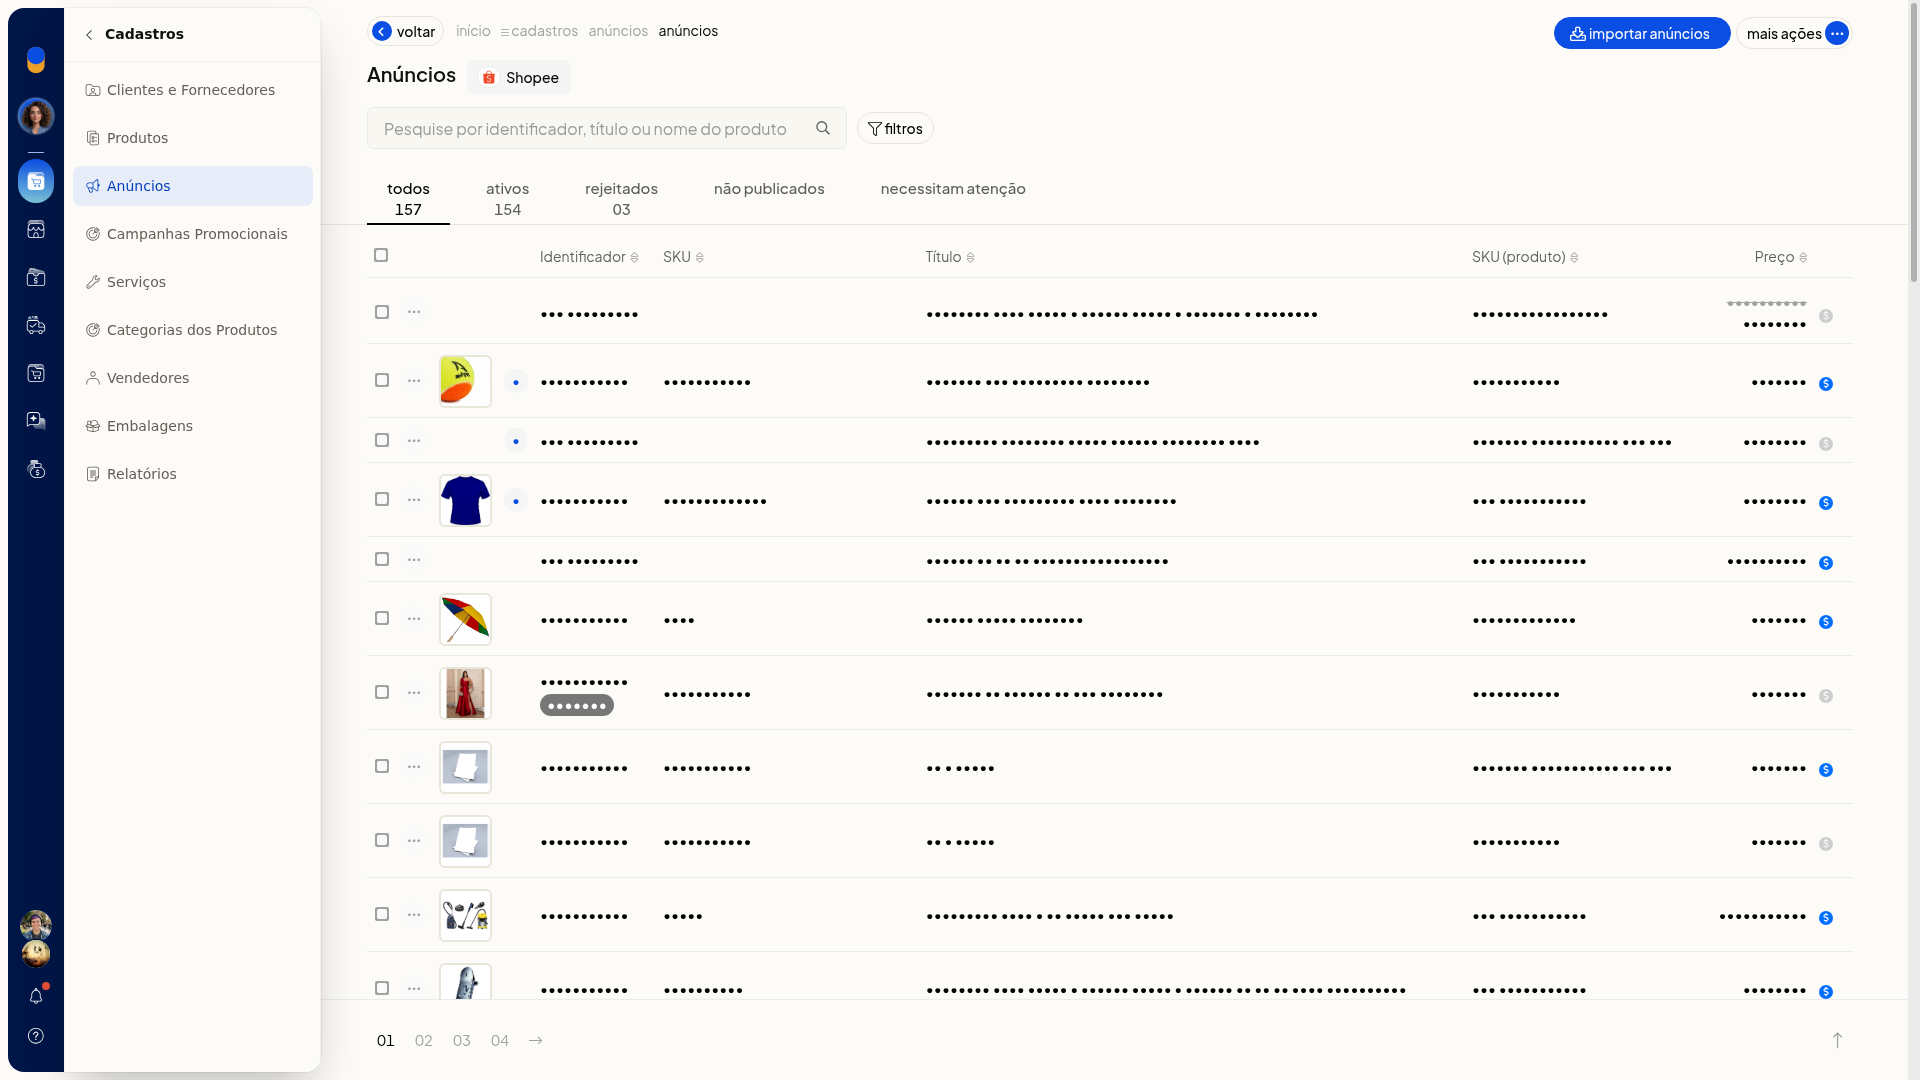 Cadastros
Clientes e Fornecedores
Produtos
Anúncios
Campanhas Promocionais
Serviços
Categorias dos Produtos
Vendedores
Embalagens
Relatórios
voltar
início cadastros anúncios anúncios
importar anúncios
mais ações
Anúncios
Shopee
Pesquise por identificador, título ou nome do produto
filtros
todos
157
ativos
154
rejeitados
03
não publicados
necessitam atenção
Identificador SKU Título SKU (produto) Preço
01 02 03 04 →